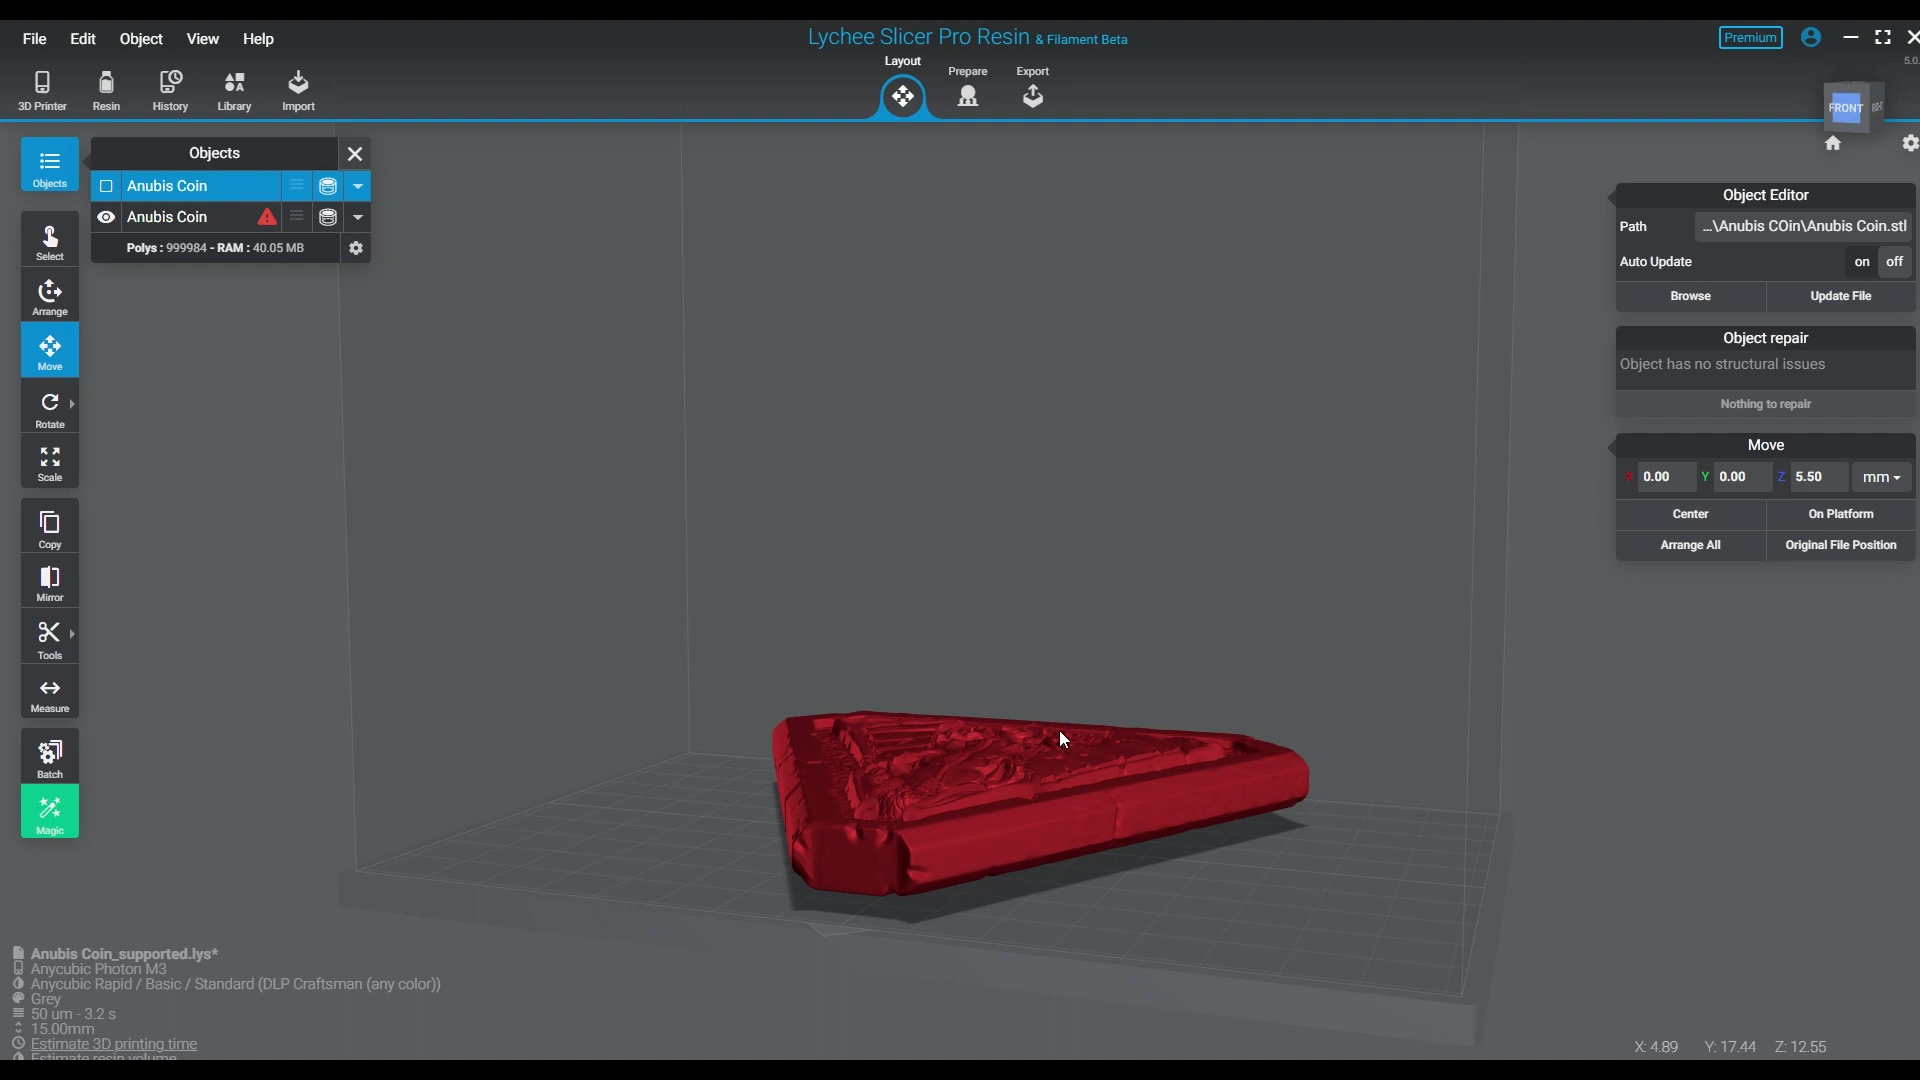 File Edit Object View Help
Lychee Slicer Pro Resin & Filament Beta
Premium
5.0.
3D Printer Resin History Library Import
Layout Prepare Export
FRONT
Objects
Objects
Anubis Coin
Anubis Coin
Polys : 999984 - RAM : 40.05 MB
Select
Arrange
Move
Rotate
Scale
Copy
Mirror
Tools
Measure
Batch
Magic
Object Editor
Path ...\Anubis COin\Anubis Coin.stl
Auto Update on off
Browse Update File
Object repair
Object has no structural issues
Nothing to repair
Move
X 0.00 Y 0.00 Z 5.50 mm
Center On Platform
Arrange All Original File Position
Anubis Coin_supported.lys*
Anycubic Photon M3
Anycubic Rapid / Basic / Standard (DLP Craftsman (any color))
Grey
50 um - 3.2 s
15.00mm
Estimate 3D printing time
Estimate resin volume
X: 4.89 Y: 17.44 Z: 12.55